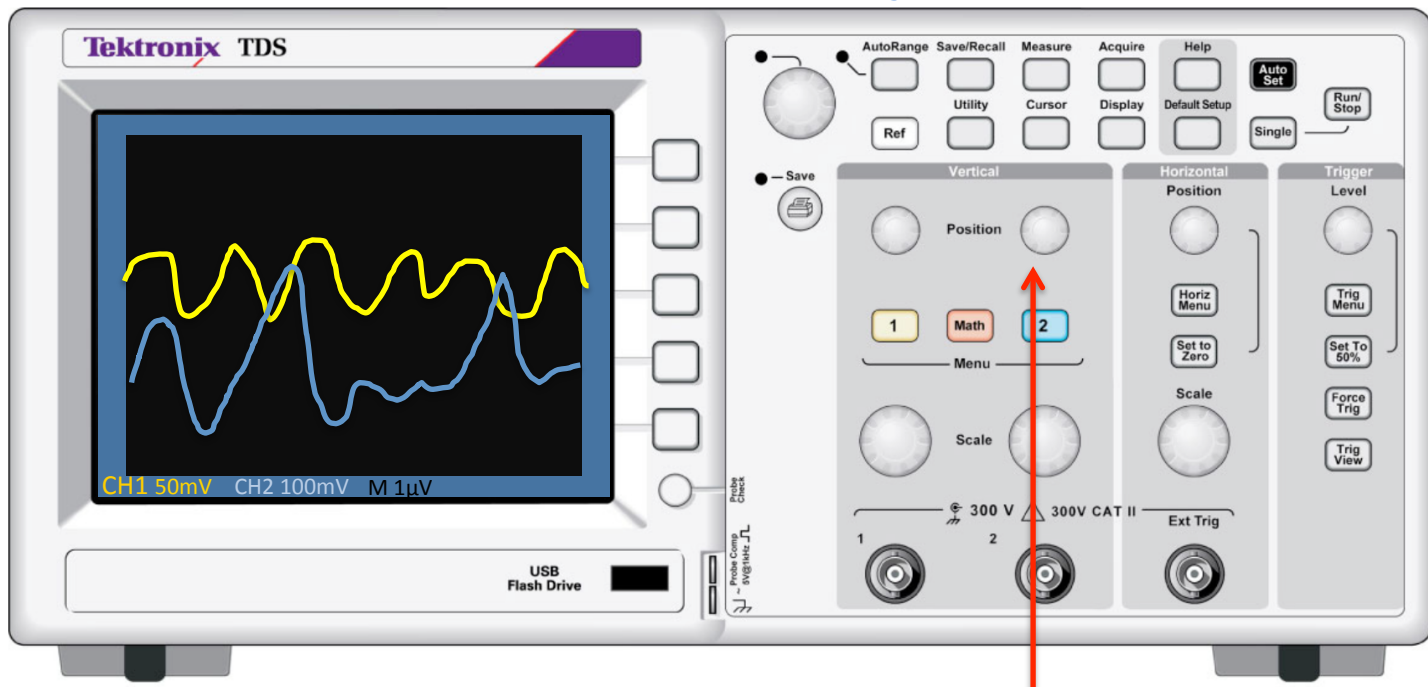 Tektronix TDS
AutoRange Save/Recall Measure Acquire Help
Auto
Set
Run/
Stop
Utility Cursor Display Default Setup
Ref
Single
Save
Vertical Horizontal Trigger
Position Level
Position
Horiz
Menu
Trig
Menu
1 Math 2
Set to
Zero
Set To
50%
Menu
Scale
Force
Trig
Scale
Trig
View
CH1 50mV CH2 100mV M 1µV
Probe
Check
300 V 300V CAT II
Ext Trig
1 2
~ Probe Comp
5V@1kHz
USB
Flash Drive